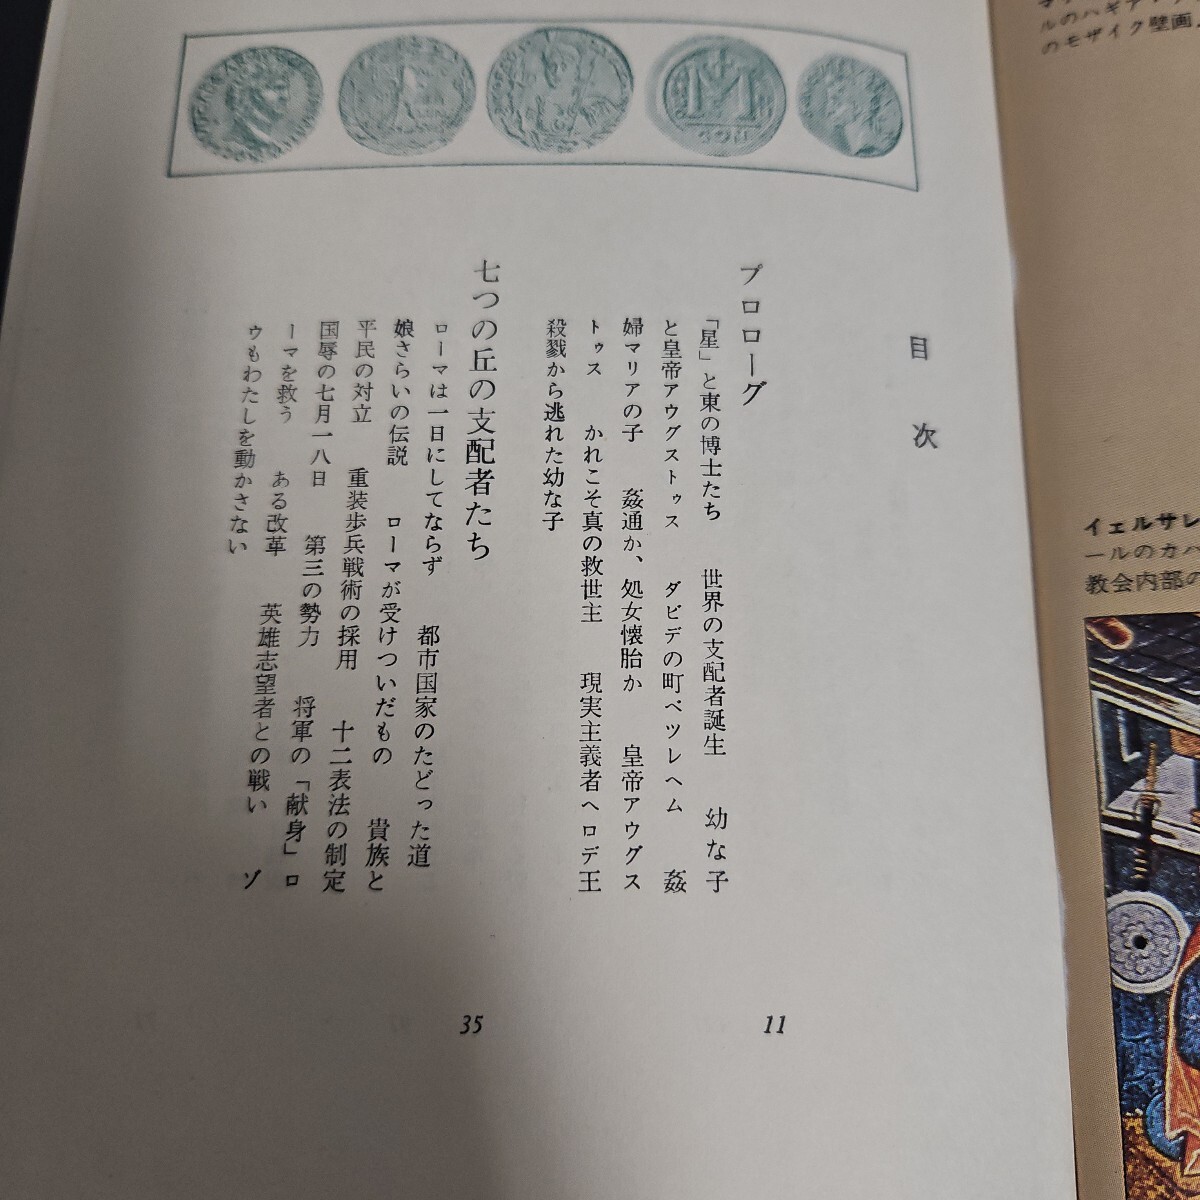 目次
プロローグ 11
「星」と東の博士たち 世界の支配者誕生 幼な子
と皇帝アウグストゥス ダビデの町ベツレヘム 姦
婦マリアの子 姦通か、処女懐胎か 皇帝アウグス
トゥス かれこそ真の救世主 現実主義者ヘロデ王
殺戮から逃れた幼な子
七つの丘の支配者たち 35
ローマは一日にしてならず 都市国家のたどった道
娘さらいの伝説 ローマが受けついだもの 貴族と
平民の対立 重装歩兵戦術の採用 十二表法の制定
国辱の七月一八日 第三の勢力 将軍の「献身」ロ
ーマを救う ある改革 英雄志望者との戦い ゾ
ウもわたしを動かさない
M
CON
ルのハギア
のモザイク壁画
イェルサレ
ールのカハ
教会内部の